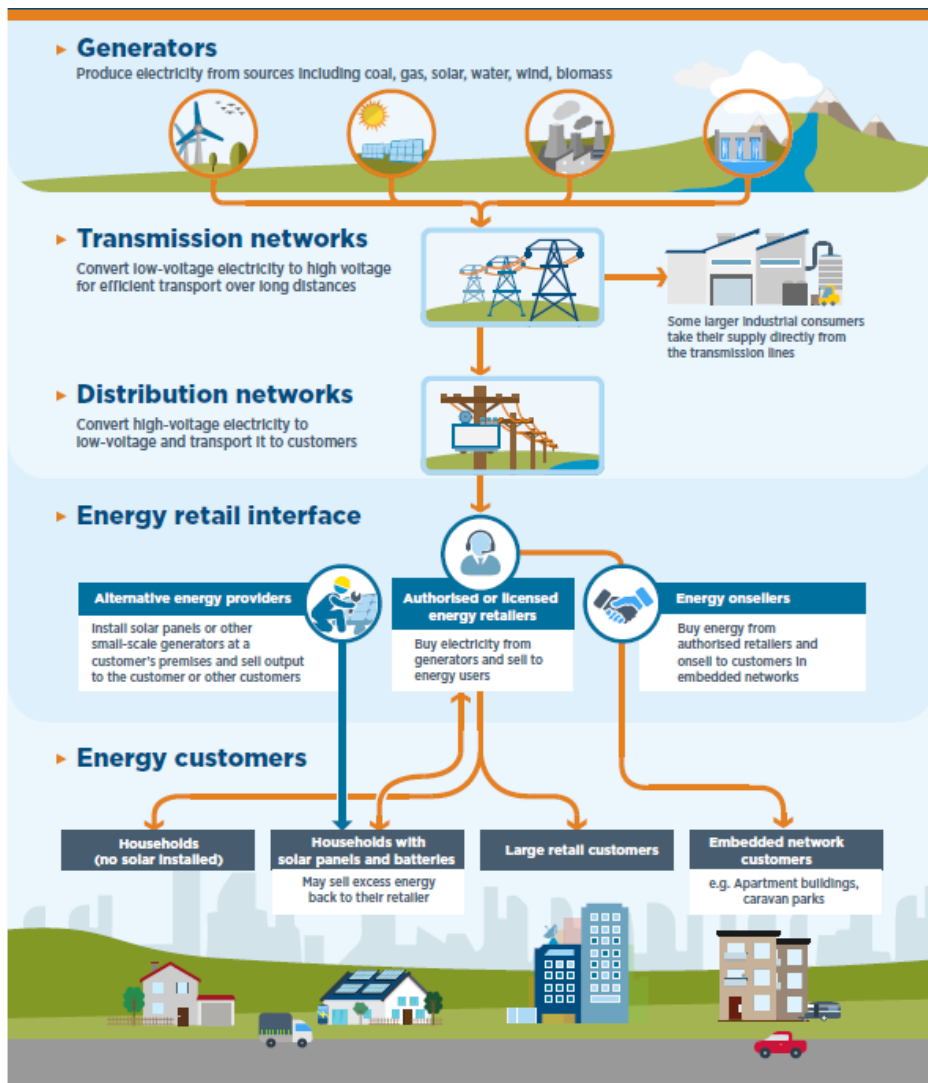 Generators
Produce electricity from sources including coal, gas, solar, water, wind, biomass
Transmission networks
Convert low-voltage electricity to high voltage
for efficient transport over long distances
Some larger industrial consumers
take their supply directly from
the transmission lines
Distribution networks
Convert high-voltage electricity to
low-voltage and transport it to customers
Energy retail interface
Alternative energy providers
Install solar panels or other
small-scale generators at a
customer's premises and sell output
to the customer or other customers
Authorised or licensed
energy retailers
Buy electricity from
generators and sell to
energy users
Energy onsellers
Buy energy from
authorised retailers and
onsell to customers in
embedded networks
Energy customers
Households
(no solar installed)
Households with
solar panels and batteries
May sell excess energy
back to their retailer
Large retail customers
Embedded network
customers
e.g. Apartment buildings,
caravan parks